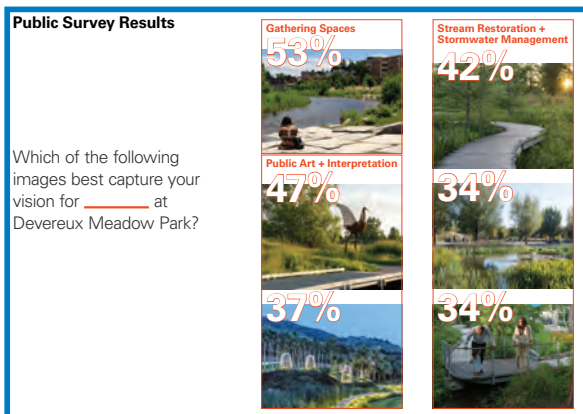 Public Survey Results
Which of the following
images best capture your
vision for ________ at
Devereux Meadow Park?
Gathering Spaces
53%
Public Art + Interpretation
47%
37%
Stream Restoration +
Stormwater Management
42%
34%
34%